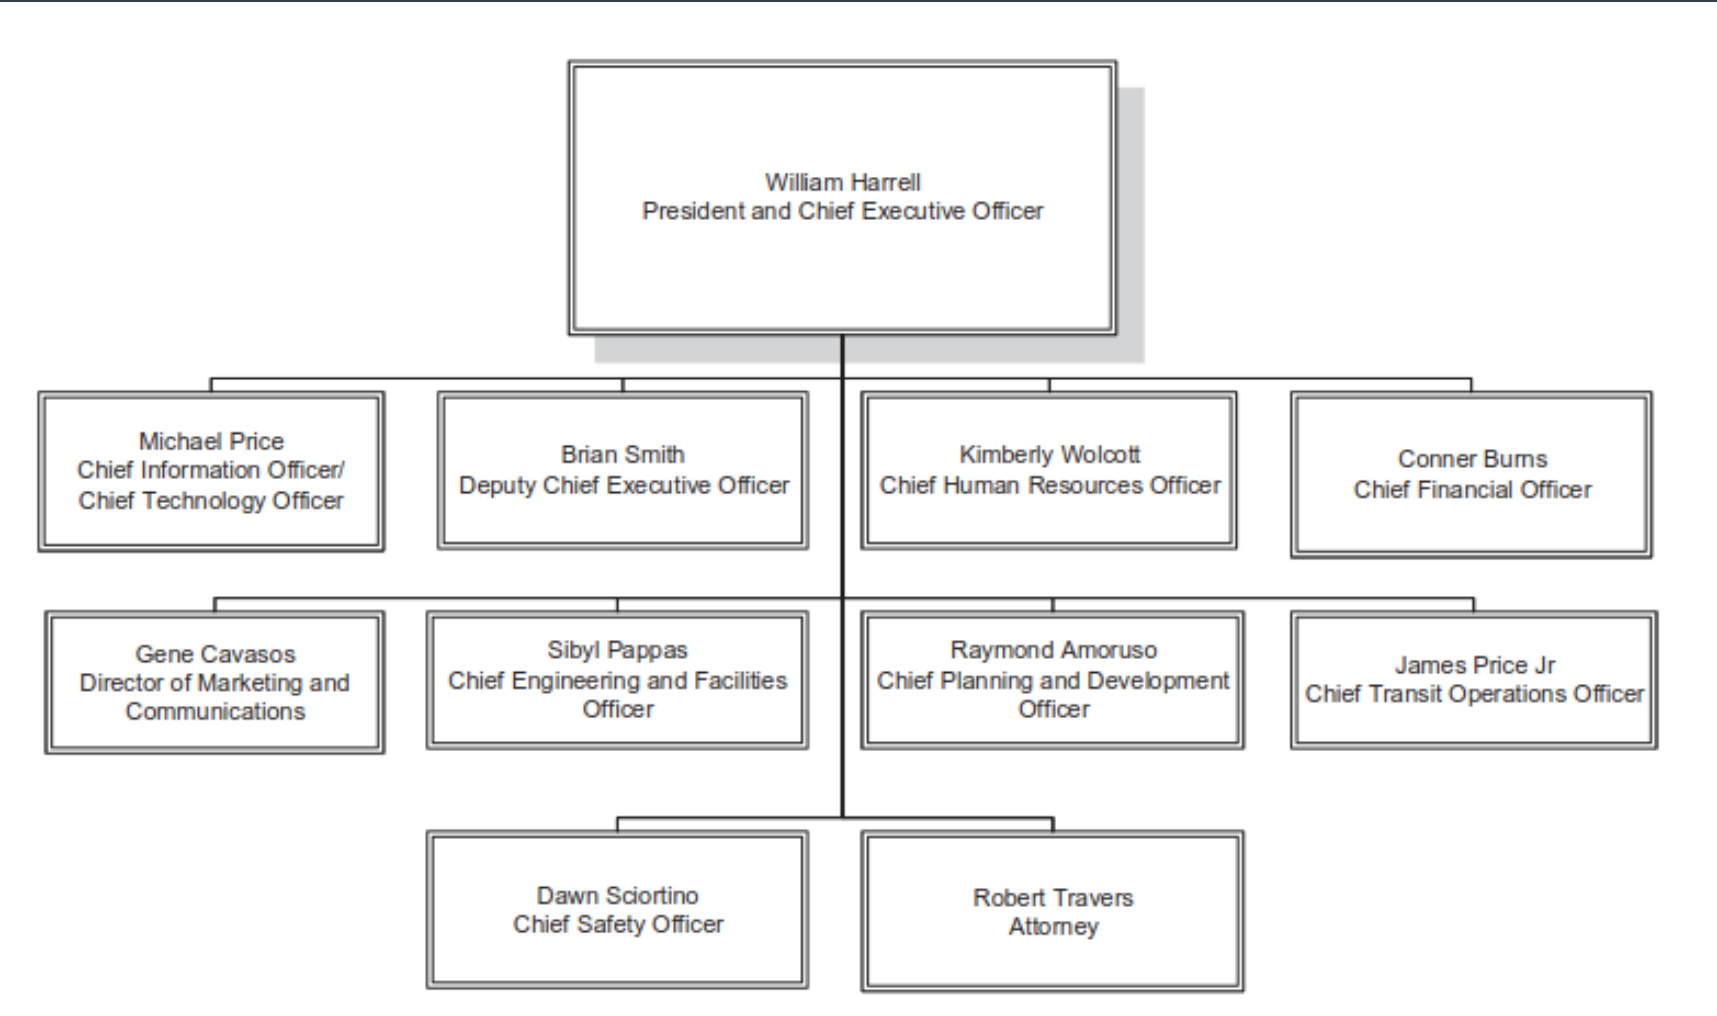 William Harrell
President and Chief Executive Officer
Michael Price
Chief Information Officer/
Chief Technology Officer
Brian Smith
Deputy Chief Executive Officer
Kimberly Wolcott
Chief Human Resources Officer
Conner Burns
Chief Financial Officer
Gene Cavasos
Director of Marketing and
Communications
Sibyl Pappas
Chief Engineering and Facilities
Officer
Raymond Amoruso
Chief Planning and Development
Officer
James Price Jr
Chief Transit Operations Officer
Dawn Sciortino
Chief Safety Officer
Robert Travers
Attorney